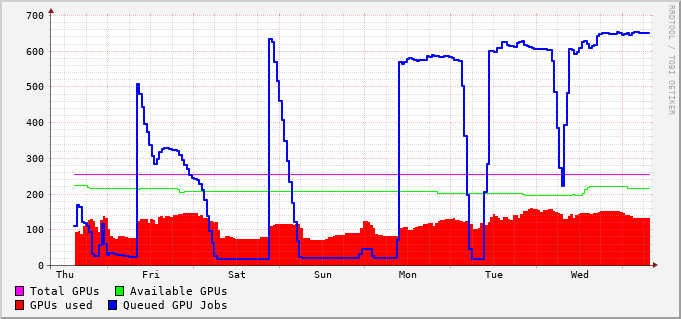 700
600
500
400
300
200
100
0
Thu Fri Sat Sun Mon Tue Wed
Total GPUs Available GPUs
GPUs used Queued GPU Jobs
RRDTOOL / TOBI OETIKER